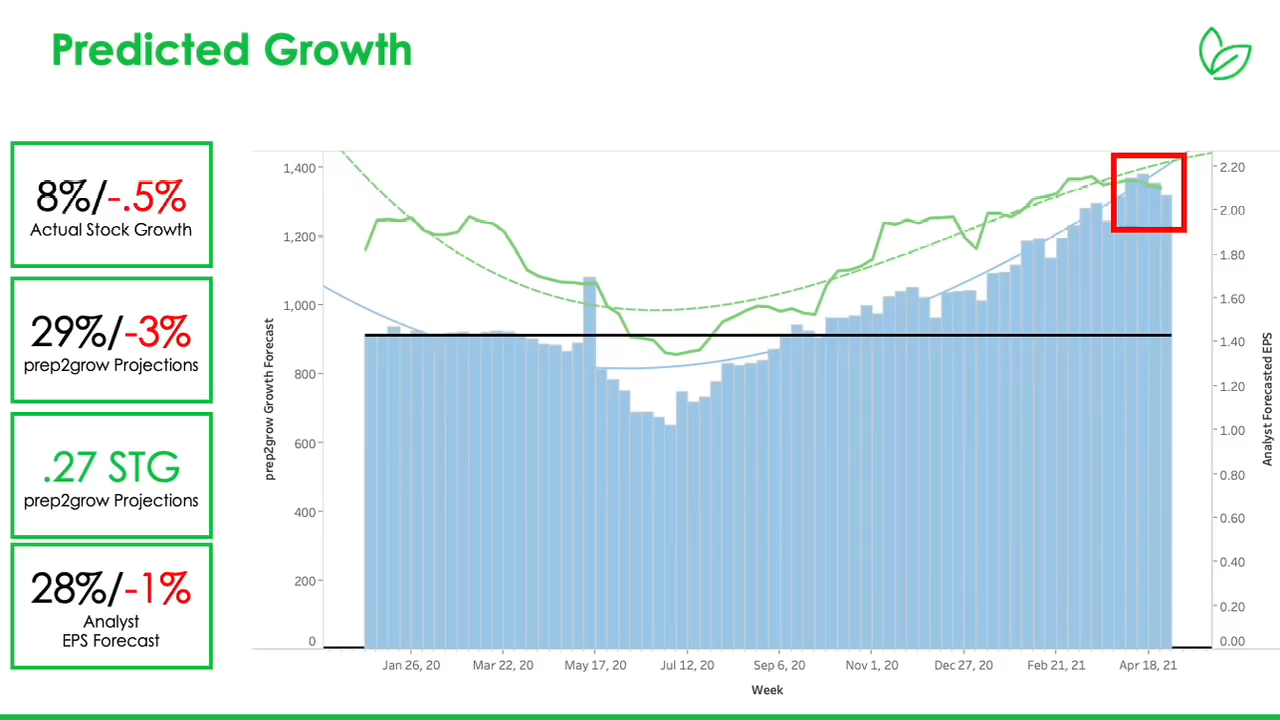 Predicted Growth
8%/-.5%
Actual Stock Growth
29%/-3%
prep2grow Projections
.27 STG
prep2grow Projections
28%/-1%
Analyst
EPS Forecast
prep2grow Growth Forecast
1,400
1,200
1,000
800
600
400
200
0
2.20
2.00
1.80
1.60
1.40
1.20
1.00
0.80
0.60
0.40
0.20
0.00
Analyst Forecasted EPS
Jan 26, 20
Mar 22, 20
May 17, 20
Jul 12, 20
Sep 6, 20
Nov 1, 20
Dec 27, 20
Feb 21, 21
Apr 18, 21
Week